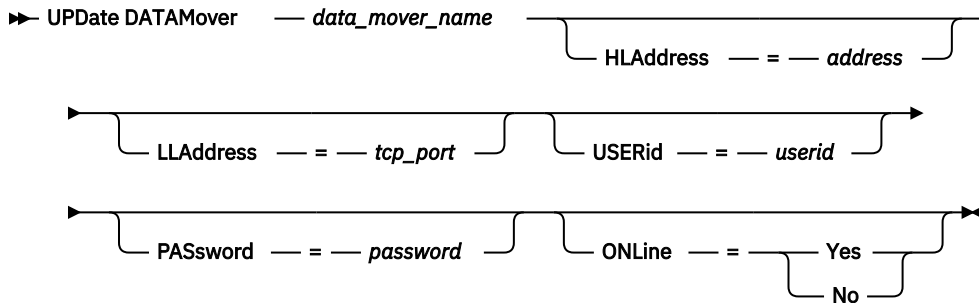 UPDate DATAMover data_mover_name
HLAddress = address
LLAddress = tcp_port USERid = userid
PASsword = password ONLine = Yes
No